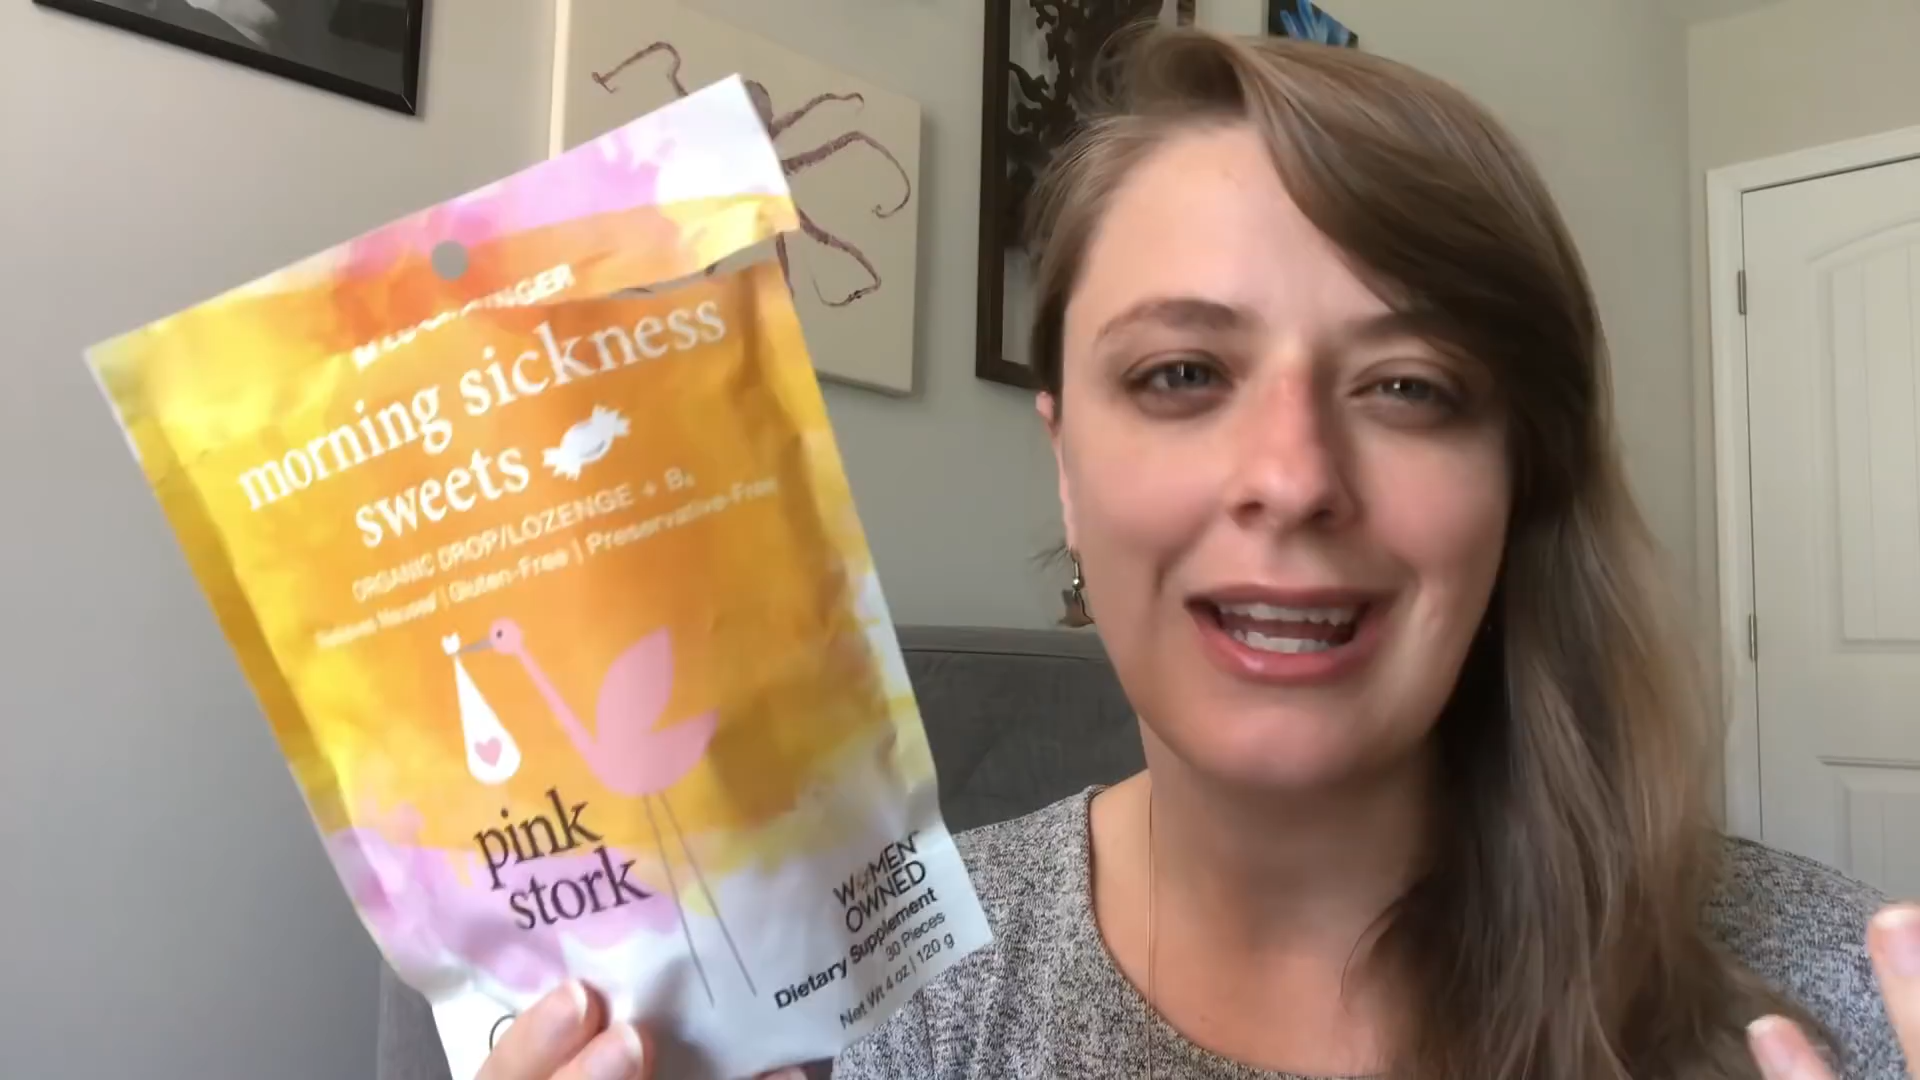 morning sickness
sweets
ORGANIC DROP/LOZENGE + B₆
Gluten-Free | Preservative-Free
pink
stork
WOMEN
OWNED
Dietary Supplement
30 Pieces
Net Wt 4 oz | 120 g